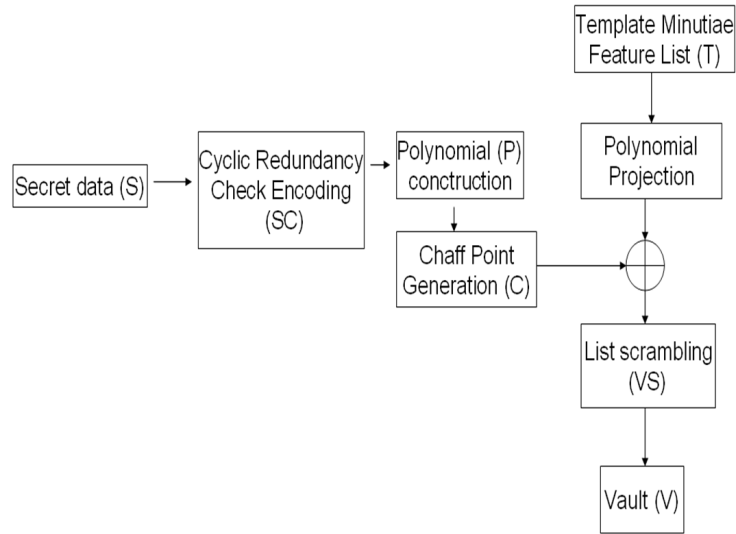 Template Minutiae
Feature List (T)
Cyclic Redundancy
Check Encoding
(SC)
Polynomial (P)
conctruction
Polynomial
Projection
Secret data (S)
Chaff Point
Generation (C)
List scrambling
(VS)
Vault (V)